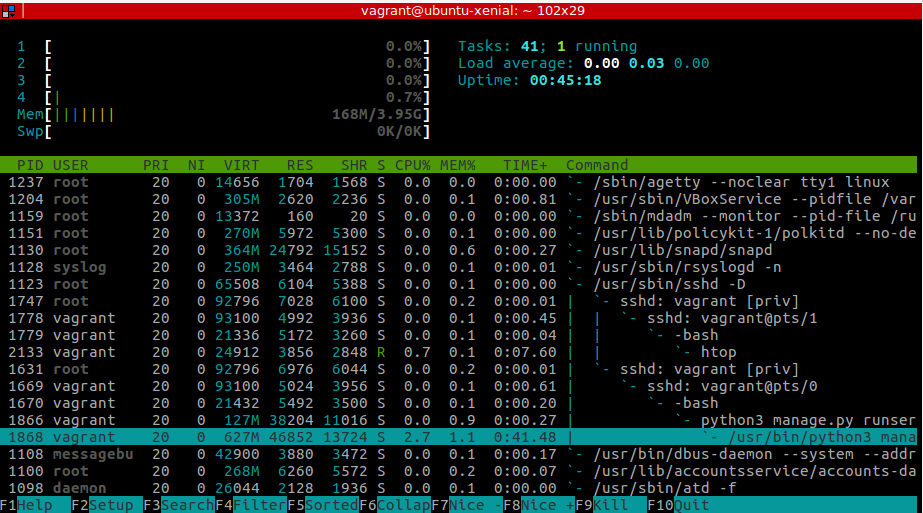 vagrant@ubuntu-xenial: ~ 102x29
1 [ 0.0%] Tasks: 41; 1 running
2 [ 0.0%] Load average: 0.00 0.03 0.00
3 [ 0.0%] Uptime: 00:45:18
4 [| 0.7%]
Mem[||||||| 168M/3.95G]
Swp[ 0K/0K]
PID USER PRI NI VIRT RES SHR S CPU% MEM% TIME+ Command
1237 root 20 0 14656 1704 1568 S 0.0 0.0 0:00.00 `- /sbin/agetty --noclear tty1 linux
1204 root 20 0 305M 2620 2236 S 0.0 0.1 0:00.81 `- /usr/sbin/VBoxService --pidfile /var
1159 root 20 0 13372 160 20 S 0.0 0.0 0:00.00 `- /sbin/mdadm --monitor --pid-file /ru
1151 root 20 0 270M 5972 5300 S 0.0 0.1 0:00.00 `- /usr/lib/policykit-1/polkitd --no-de
1130 root 20 0 364M 24792 15152 S 0.0 0.6 0:00.27 `- /usr/lib/snapd/snapd
1128 syslog 20 0 250M 3464 2788 S 0.0 0.1 0:00.01 `- /usr/sbin/rsyslogd -n
1123 root 20 0 65508 6104 5388 S 0.0 0.1 0:00.00 `- /usr/sbin/sshd -D
1747 root 20 0 92796 7028 6100 S 0.0 0.2 0:00.01 | `- sshd: vagrant [priv]
1778 vagrant 20 0 93100 4992 3936 S 0.0 0.1 0:00.45 | | `- sshd: vagrant@pts/1
1779 vagrant 20 0 21336 5172 3260 S 0.0 0.1 0:00.04 | | `- -bash
2133 vagrant 20 0 24912 3856 2848 R 0.7 0.1 0:07.60 | | `- htop
1631 root 20 0 92796 6976 6044 S 0.0 0.2 0:00.01 | `- sshd: vagrant [priv]
1669 vagrant 20 0 93100 5024 3956 S 0.0 0.1 0:00.61 | `- sshd: vagrant@pts/0
1670 vagrant 20 0 21432 5492 3500 S 0.0 0.1 0:00.20 | `- -bash
1866 vagrant 20 0 127M 38204 11016 S 0.0 0.9 0:00.27 | `- python3 manage.py runser
1868 vagrant 20 0 627M 46852 13724 S 2.7 1.1 0:41.48 | `- /usr/bin/python3 mana
1108 messagebu 20 0 42900 3880 3472 S 0.0 0.1 0:00.17 `- /usr/bin/dbus-daemon --system --addr
1100 root 20 0 268M 6260 5572 S 0.0 0.2 0:00.07 `- /usr/lib/accountsservice/accounts-da
1098 daemon 20 0 26044 2128 1936 S 0.0 0.1 0:00.00 `- /usr/sbin/atd -f
F1Help F2Setup F3SearchF4FilterF5SortedF6CollapF7Nice -F8Nice +F9Kill F10Quit